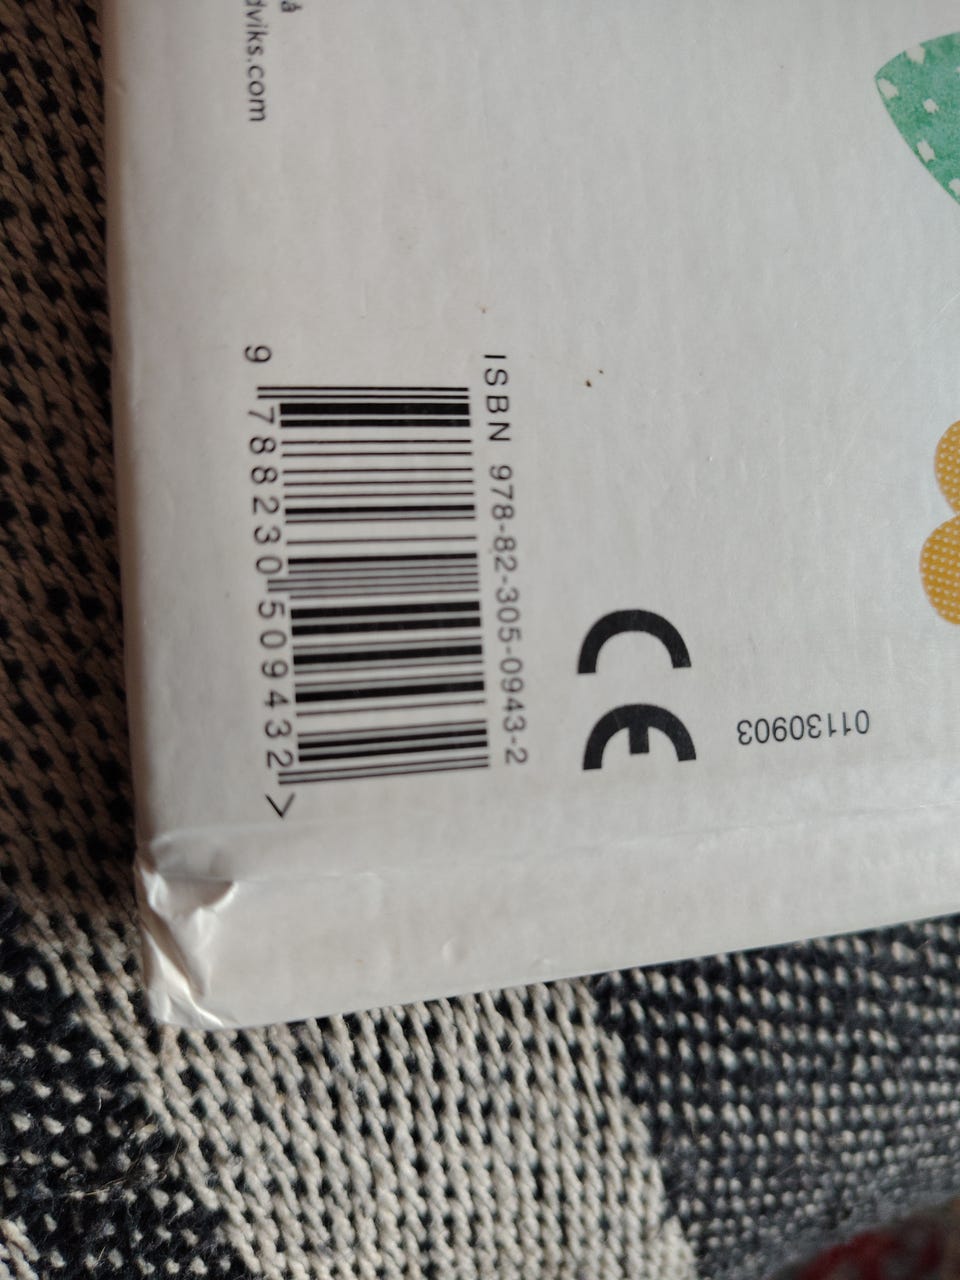 å
dviks.com
ISBN 978-82-305-0943-2
9 788230 509432 >
CE
01130903